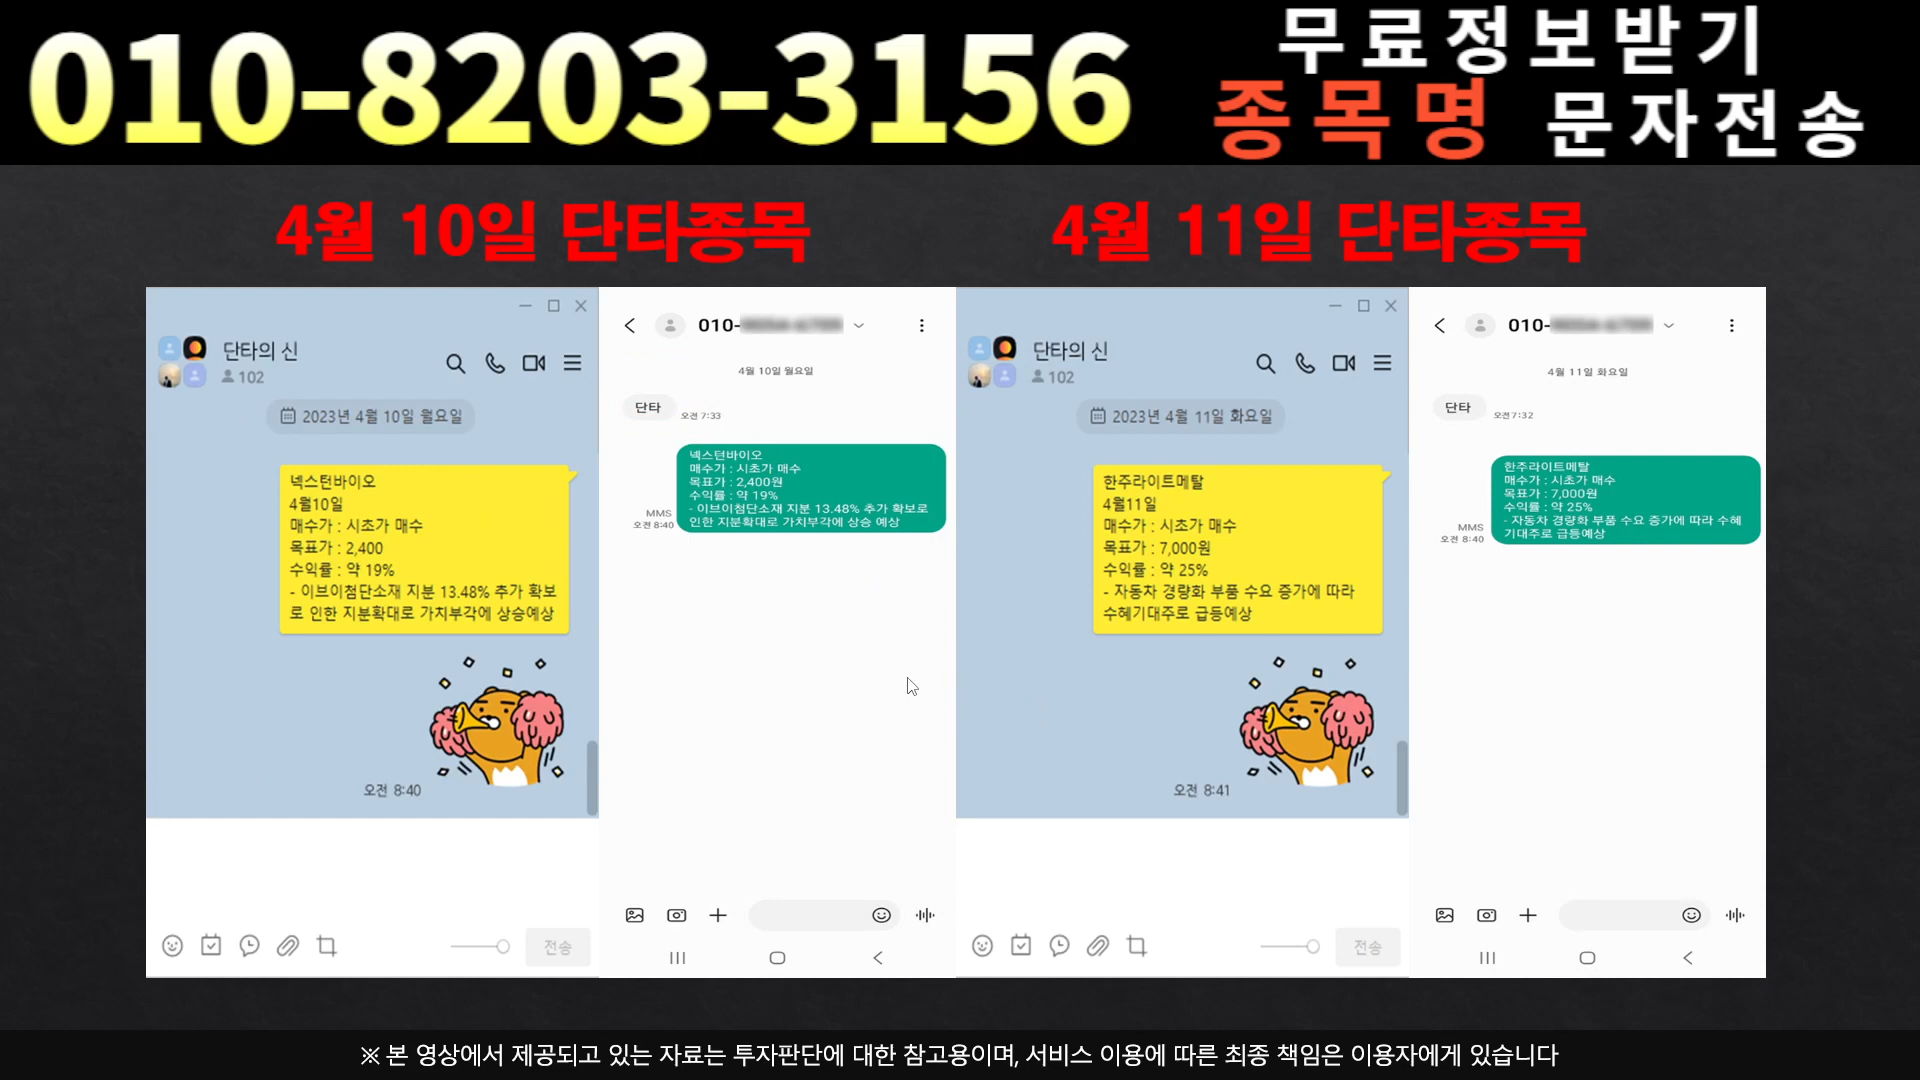 010-8203-3156
무료정보받기
종목명 문자전송
4월 10일 단타종목
4월 11일 단타종목
단타의 신
102
2023년 4월 10일 월요일
넥스턴바이오
4월10일
매수가 : 시초가 매수
목표가 : 2,400
수익률 : 약 19%
- 이브이첨단소재 지분 13.48% 추가 확보
로 인한 지분확대로 가치부각에 상승예상
오전 8:40
전송
010-
4월 10일 월요일
단타
오전 7:33
넥스턴바이오
매수가 : 시초가 매수
목표가 : 2,400원
수익률 : 약 19%
- 이브이첨단소재 지분 13.48% 추가 확보로
인한 지분확대로 가치부각에 상승 예상
MMS
오전 8:40
단타의 신
102
2023년 4월 11일 화요일
한주라이트메탈
4월11일
매수가 : 시초가 매수
목표가 : 7,000원
수익률 : 약 25%
- 자동차 경량화 부품 수요 증가에 따라
수혜기대주로 급등예상
오전 8:41
전송
010-
4월 11일 화요일
단타
오전 7:32
한주라이트메탈
매수가 : 시초가 매수
목표가 : 7,000원
수익률 : 약 25%
- 자동차 경량화 부품 수요 증가에 따라 수혜
기대주로 급등예상
MMS
오전 8:40
※ 본 영상에서 제공되고 있는 자료는 투자판단에 대한 참고용이며, 서비스 이용에 따른 최종 책임은 이용자에게 있습니다